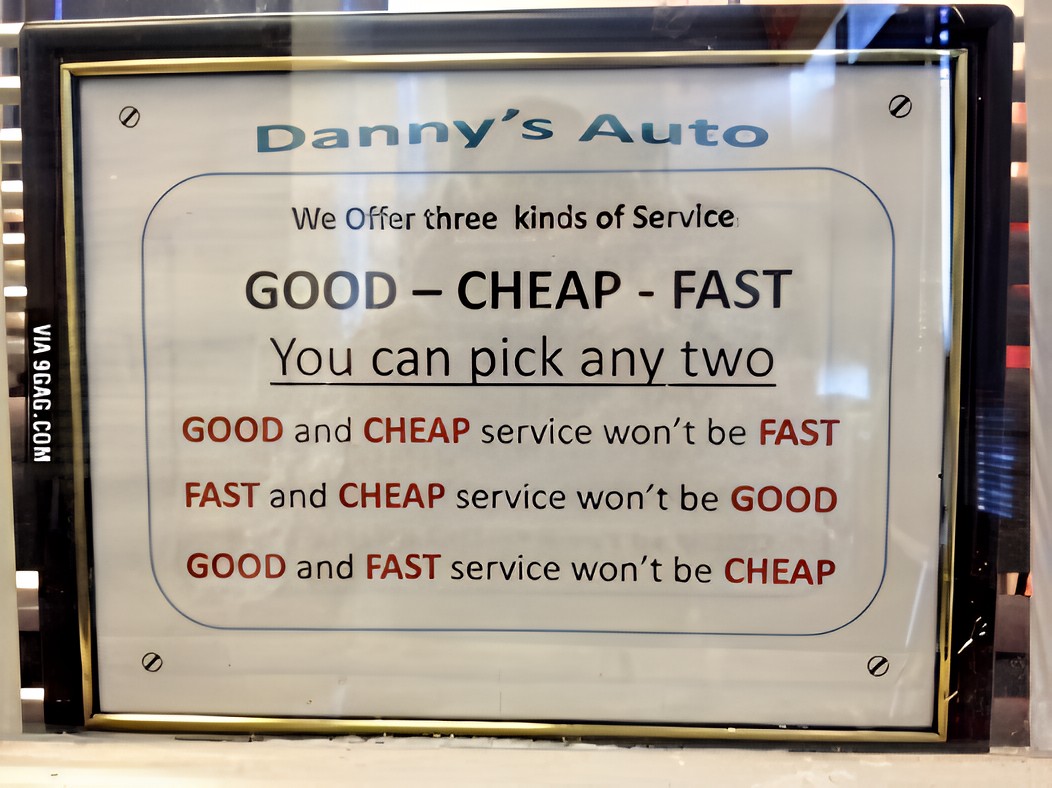 Danny's Auto
We Offer three kinds of Service
GOOD – CHEAP - FAST
You can pick any two
GOOD and CHEAP service won't be FAST
FAST and CHEAP service won't be GOOD
GOOD and FAST service won't be CHEAP
VIA 9GAG.COM